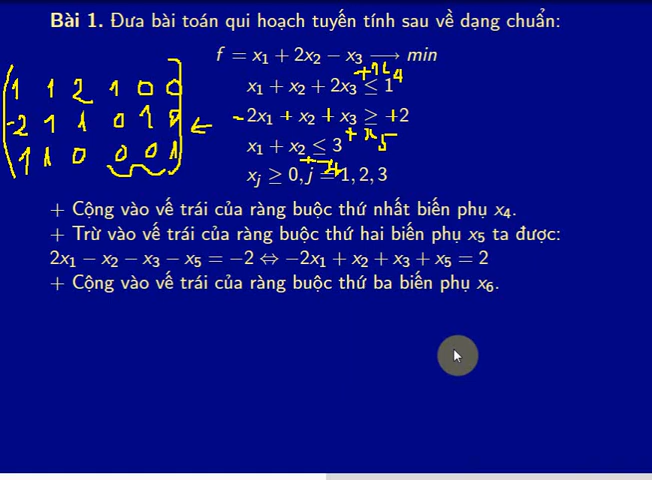 Bài 1. Đưa bài toán qui hoạch tuyến tính sau về dạng chuẩn:
f = x₁ + 2x₂ − x₃ → min
x₁ + x₂ + 2x₃ ≤ 1
+x4
1 1 2 1 0 0
-2x₁ + x₂ + x₃ ≥ +2
-2 1 1 0 1 0
+x5
x₁ + x₂ ≤ 3
1 1 0 0 0 1
xⱼ ≥ 0, j = 1, 2, 3
+ Cộng vào vế trái của ràng buộc thứ nhất biến phụ x₄.
+ Trừ vào vế trái của ràng buộc thứ hai biến phụ x₅ ta được:
2x₁ − x₂ − x₃ − x₅ = −2 ⇔ −2x₁ + x₂ + x₃ + x₅ = 2
+ Cộng vào vế trái của ràng buộc thứ ba biến phụ x₆.